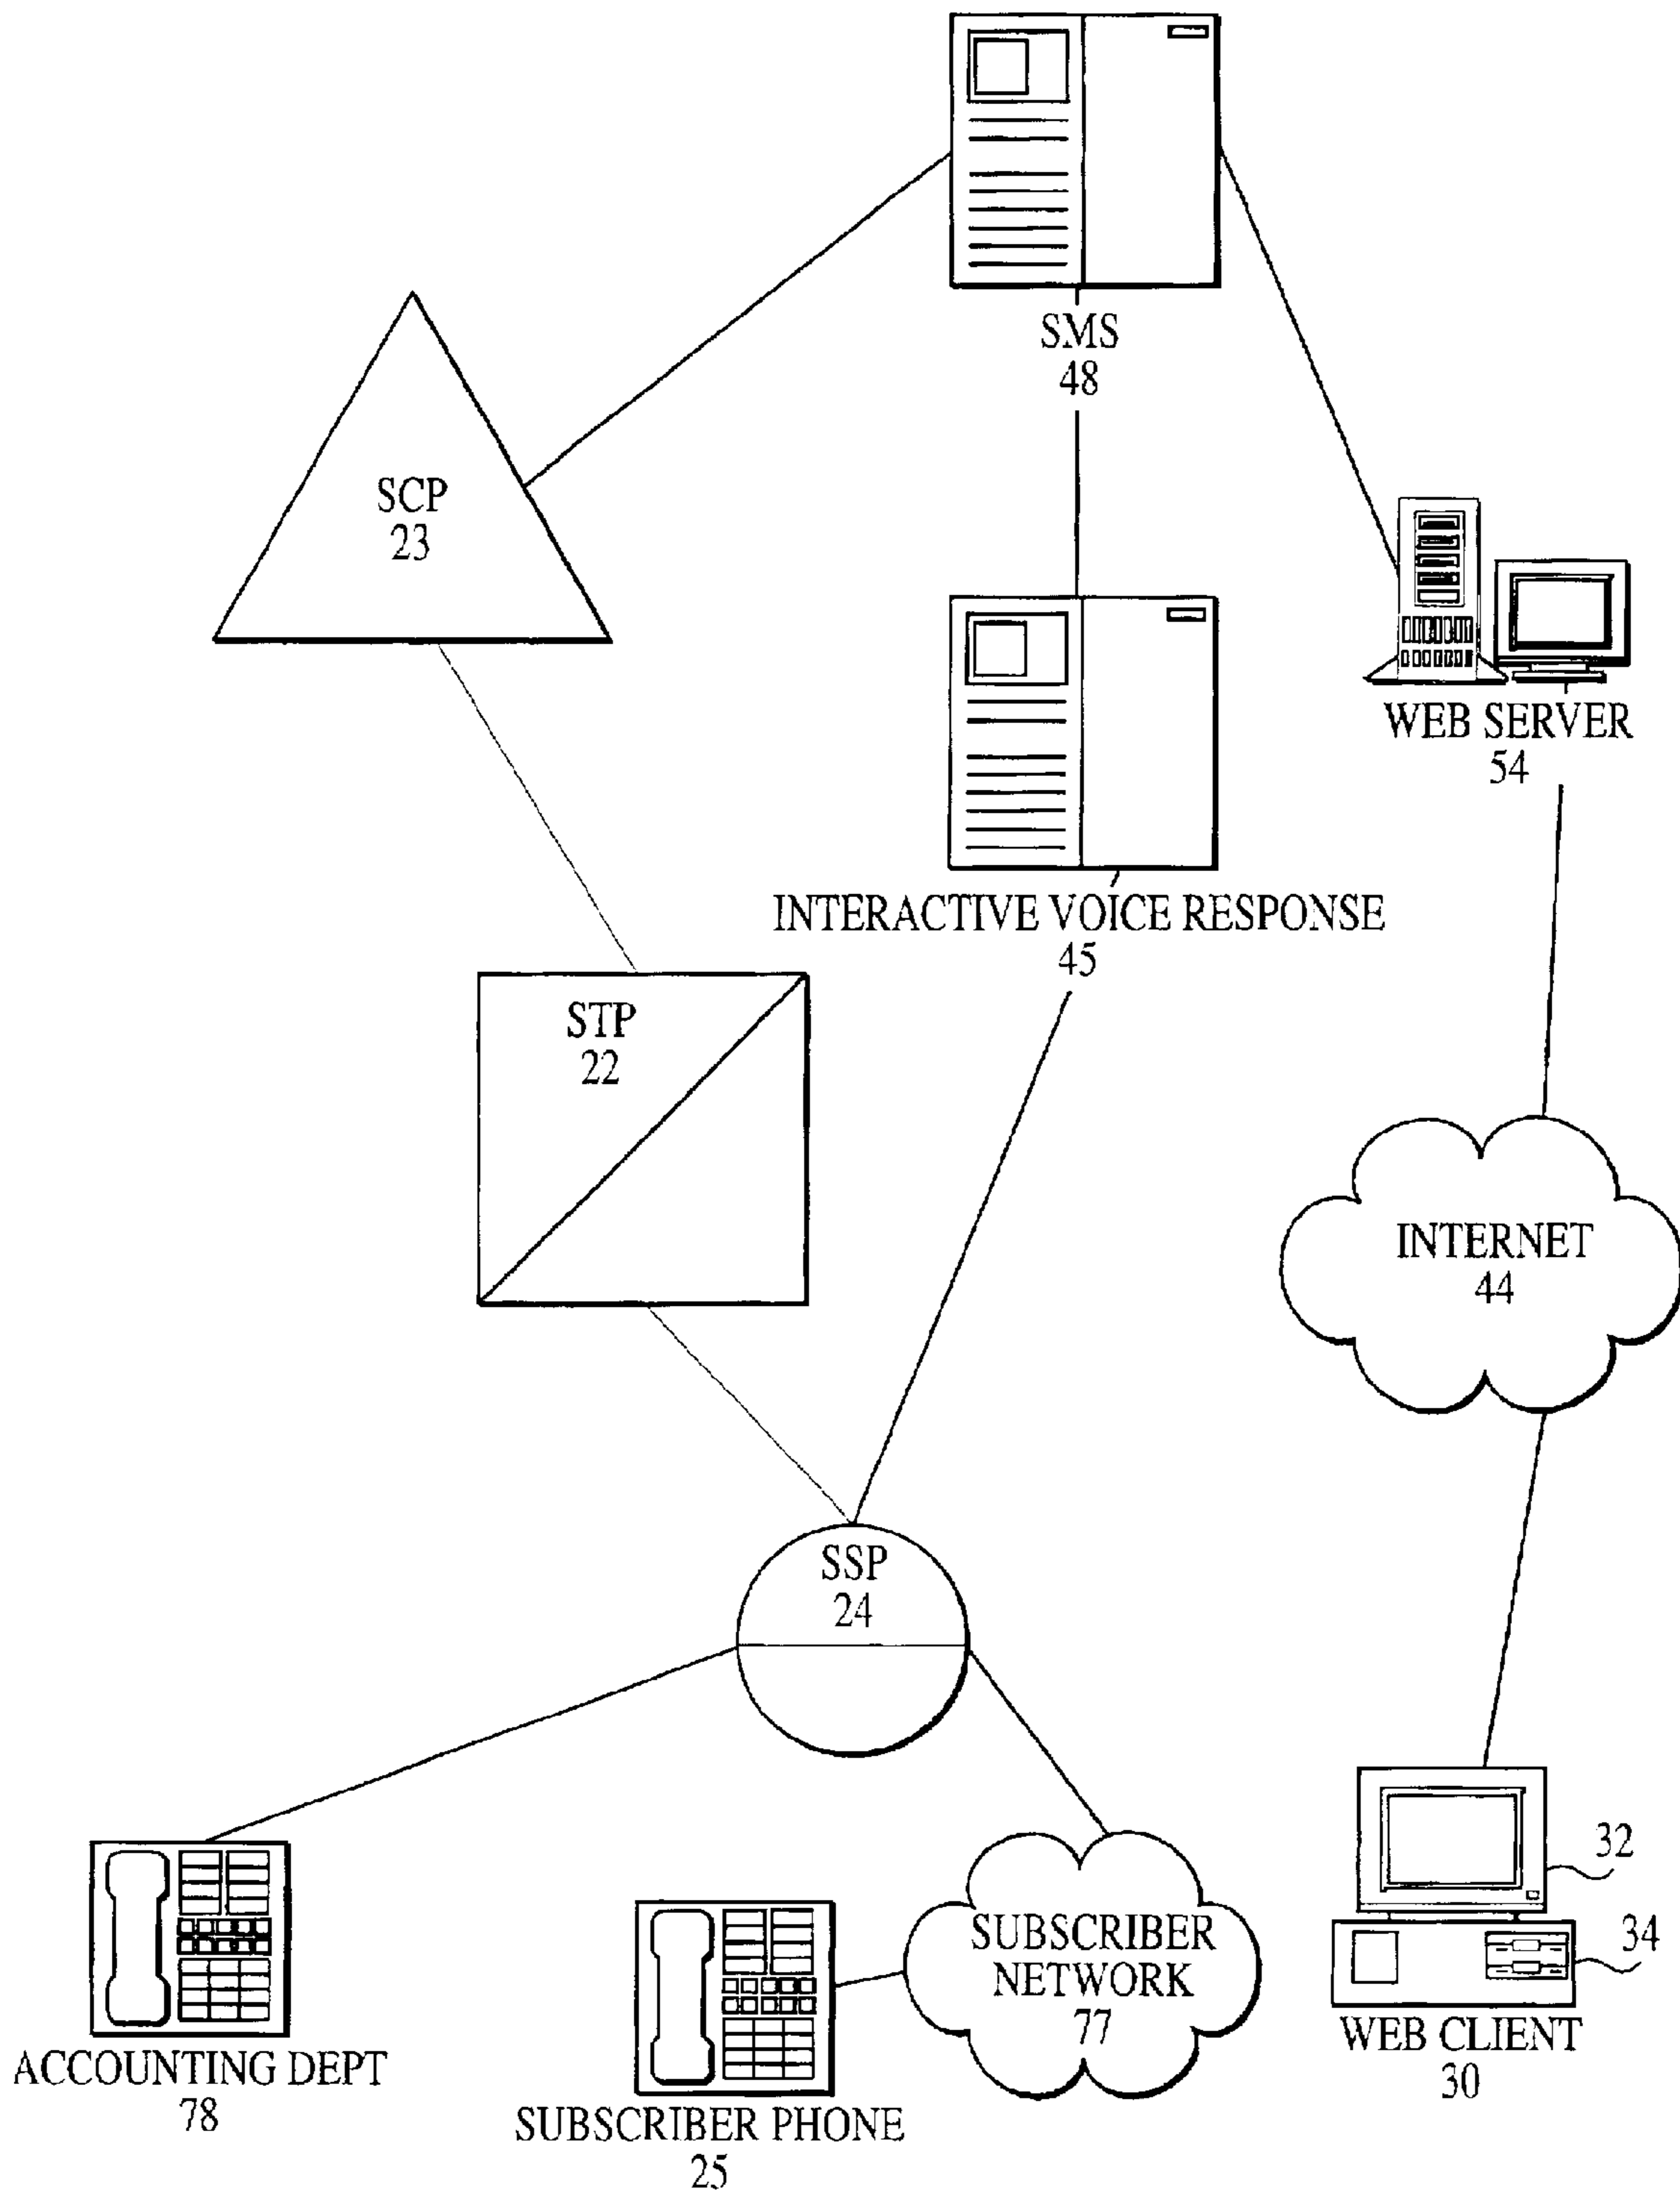 SMS
48
SCP
23
WEB SERVER
54
INTERACTIVE VOICE RESPONSE
45
STP
22
INTERNET
44
SSP
24
32
34
SUBSCRIBER
NETWORK
77
WEB CLIENT
30
ACCOUNTING DEPT
78
SUBSCRIBER PHONE
25